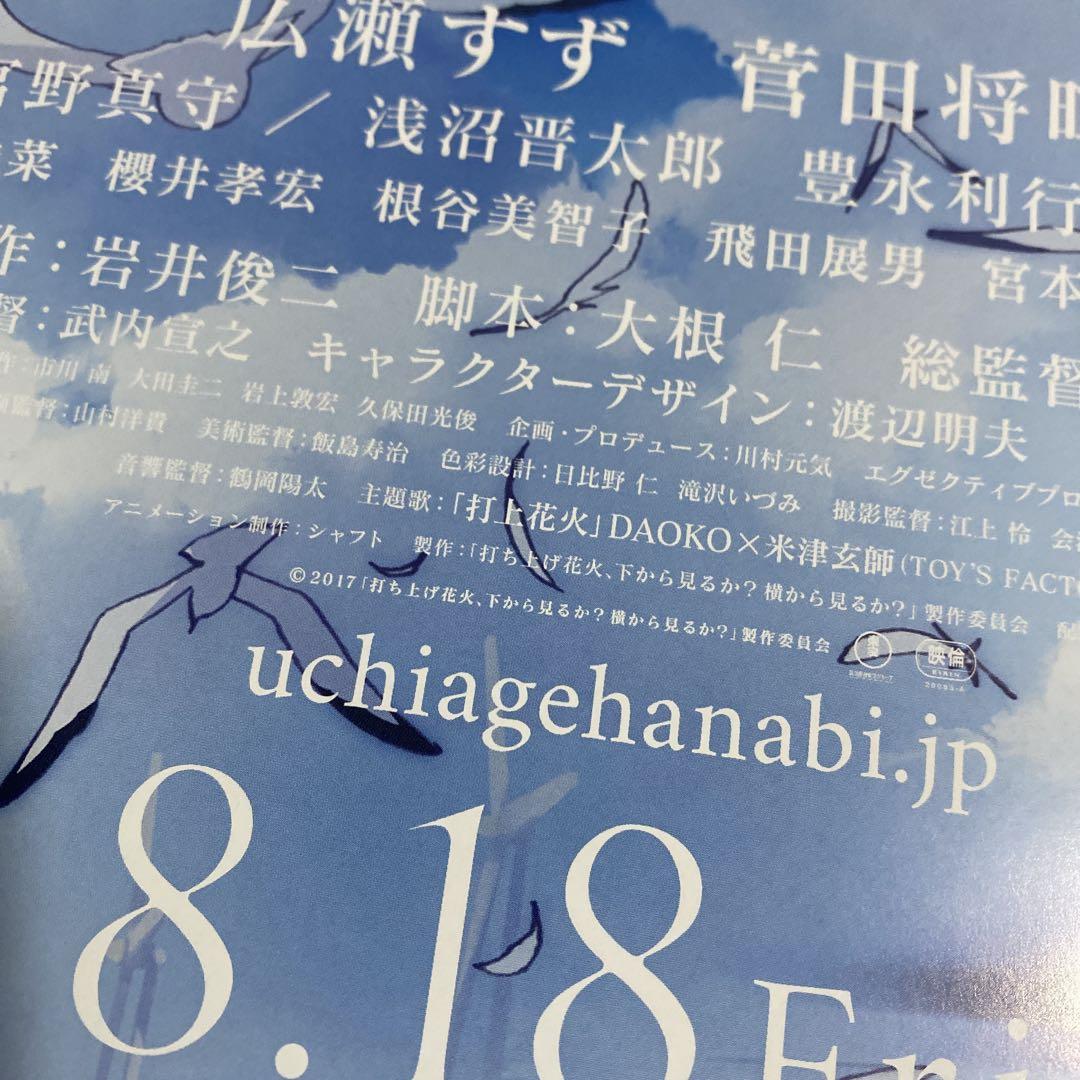 広瀬すず 菅田将暉
宮野真守 / 浅沼晋太郎 豊永利行
菜 櫻井孝宏 根谷美智子 飛田展男 宮本
作：岩井俊二 脚本：大根 仁 総監督
督：武内宣之 キャラクターデザイン：渡辺明夫
作：市川 南 大田圭二 岩上敦宏 久保田光俊 企画・プロデュース：川村元気 エグゼクティブプロ
監督：山村洋貴 美術監督：飯島寿治 色彩設計：日比野 仁 滝沢いづみ 撮影監督：江上 怜
音響監督：鶴岡陽太 主題歌：「打上花火」DAOKO×米津玄師（TOY'S FACTO
アニメーション制作：シャフト 製作：「打ち上げ花火、下から見るか？横から見るか？」製作委員会 配
©2017「打ち上げ花火、下から見るか？横から見るか？」製作委員会 東宝 映倫
uchiagehanabi.jp
8.18 Fri